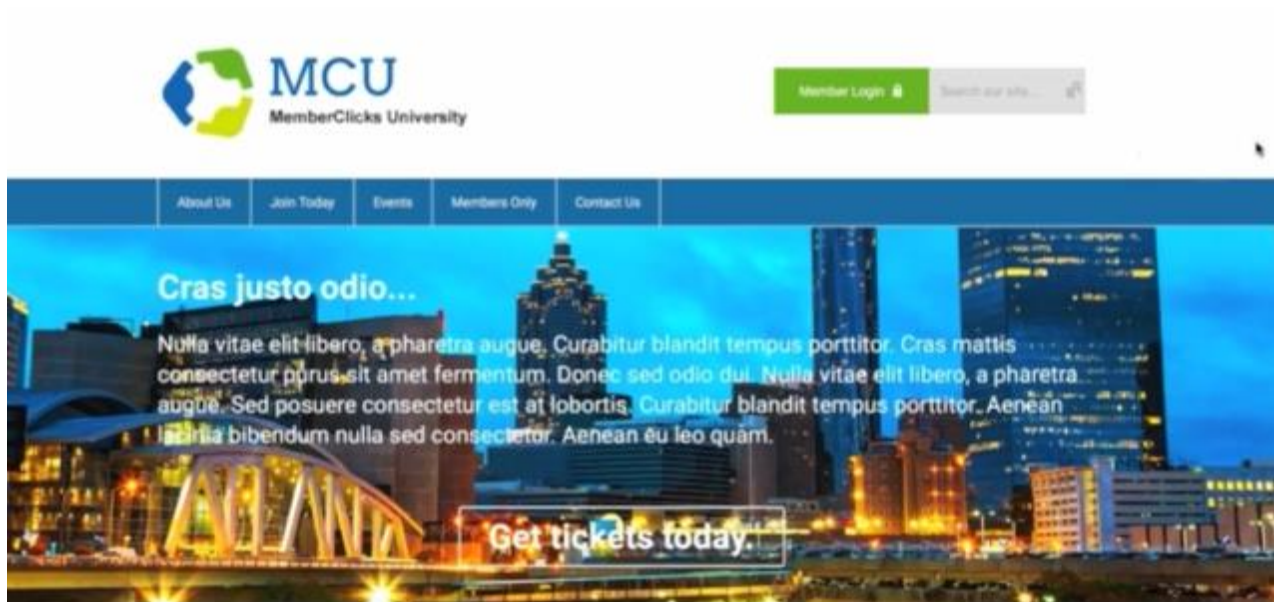 MCU
MemberClicks University
Member Login
Search our site...
About Us
Join Today
Events
Members Only
Contact Us
Cras justo odio...
Nulla vitae elit libero, a pharetra augue. Curabitur blandit tempus porttitor. Cras mattis
consectetur purus sit amet fermentum. Donec sed odio dui. Nulla vitae elit libero, a pharetra
augue. Sed posuere consectetur est at lobortis. Curabitur blandit tempus porttitor. Aenean
lacinia bibendum nulla sed consectetur. Aenean eu leo quam.
Get tickets today.